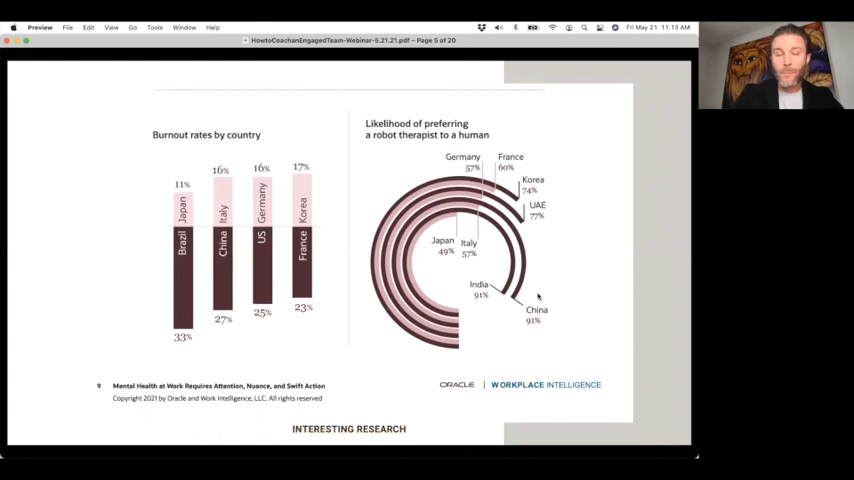 Preview File Edit View Go Tools Window Help Fri May 21 11:13 AM
HowtoCoachanEngagedTeam-Webinar-5.21.21.pdf – Page 5 of 20
Burnout rates by country
11% 16% 16% 17%
Japan Italy Germany Korea
Brazil China US France
33% 27% 25% 23%
Likelihood of preferring
a robot therapist to a human
Germany
57%
France
60%
Korea
74%
UAE
77%
Japan
49%
Italy
57%
India
91%
China
91%
9 Mental Health at Work Requires Attention, Nuance, and Swift Action
Copyright 2021 by Oracle and Work Intelligence, LLC. All rights reserved
ORACLE | WORKPLACE INTELLIGENCE
INTERESTING RESEARCH